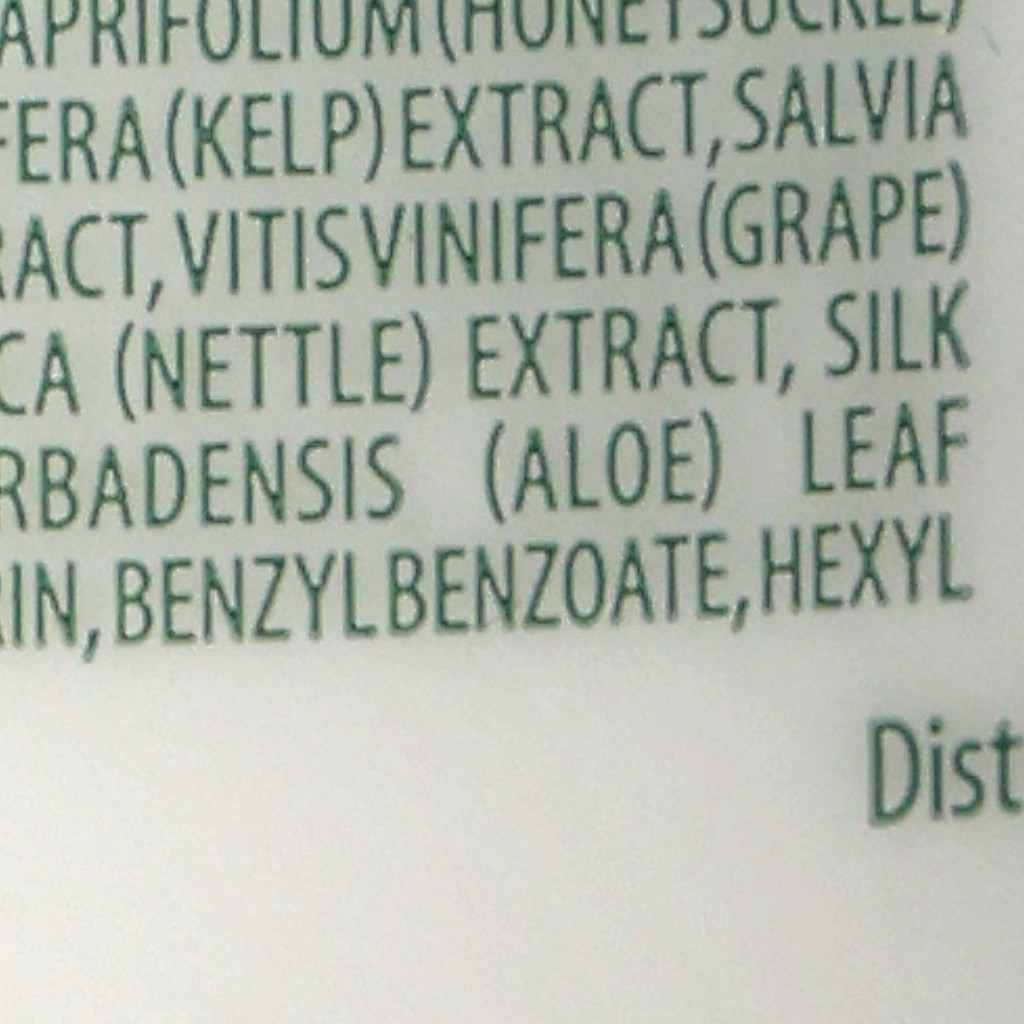 APRIFOLIUM (HONEYSUCKLE)
FERA (KELP) EXTRACT, SALVIA
RACT, VITIS VINIFERA (GRAPE)
CA (NETTLE) EXTRACT, SILK
RBADENSIS (ALOE) LEAF
RIN, BENZYL BENZOATE, HEXYL
Dist